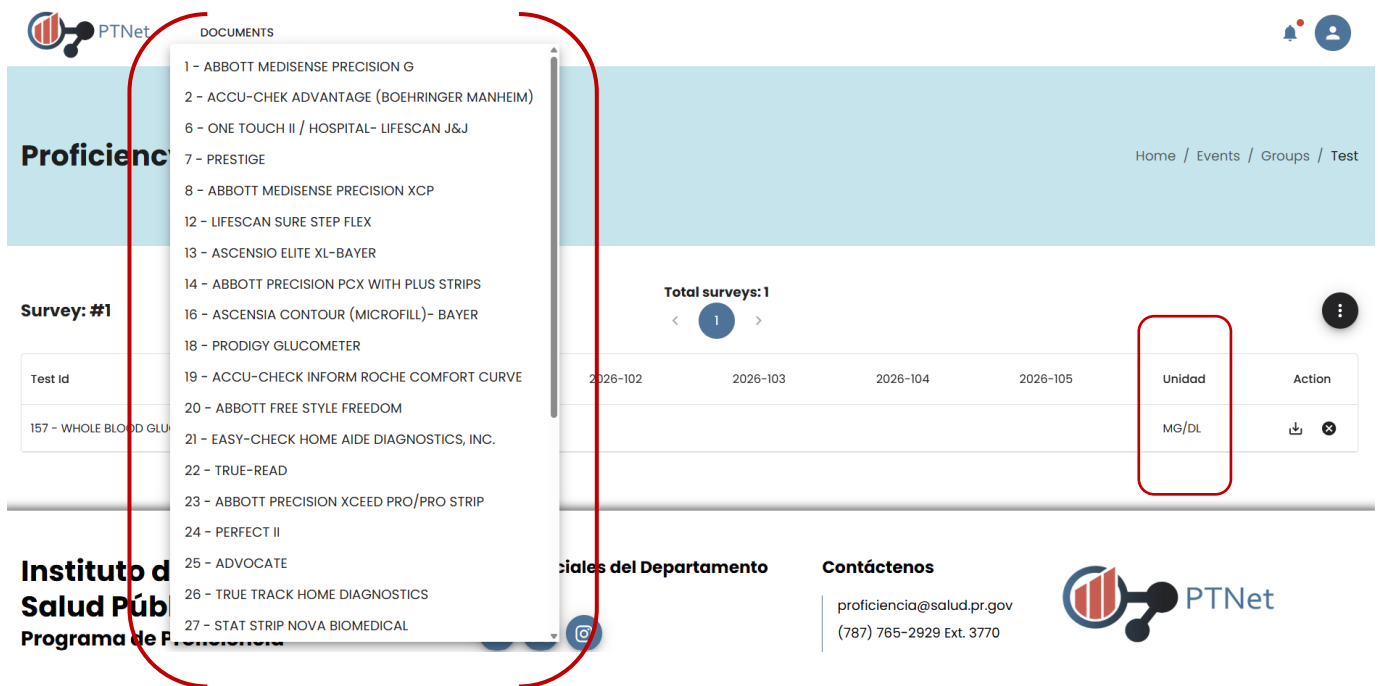 PTNet
DOCUMENTS
1 - ABBOTT MEDISENSE PRECISION G
2 - ACCU-CHEK ADVANTAGE (BOEHRINGER MANHEIM)
6 - ONE TOUCH II / HOSPITAL- LIFESCAN J&J
7 - PRESTIGE
8 - ABBOTT MEDISENSE PRECISION XCP
12 - LIFESCAN SURE STEP FLEX
13 - ASCENSIO ELITE XL-BAYER
14 - ABBOTT PRECISION PCX WITH PLUS STRIPS
16 - ASCENSIA CONTOUR (MICROFILL)- BAYER
18 - PRODIGY GLUCOMETER
19 - ACCU-CHECK INFORM ROCHE COMFORT CURVE
20 - ABBOTT FREE STYLE FREEDOM
21 - EASY-CHECK HOME AIDE DIAGNOSTICS, INC.
22 - TRUE-READ
23 - ABBOTT PRECISION XCEED PRO/PRO STRIP
24 - PERFECT II
25 - ADVOCATE
26 - TRUE TRACK HOME DIAGNOSTICS
27 - STAT STRIP NOVA BIOMEDICAL
Proficienc
Home / Events / Groups / Test
Survey: #1
Total surveys: 1
< 1 >
Test Id 2026-102 2026-103 2026-104 2026-105 Unidad Action
157 - WHOLE BLOOD GLU MG/DL
Instituto d
Salud Púb
Programa de Proficiencia
ciales del Departamento
Contáctenos
proficiencia@salud.pr.gov
(787) 765-2929 Ext. 3770
PTNet